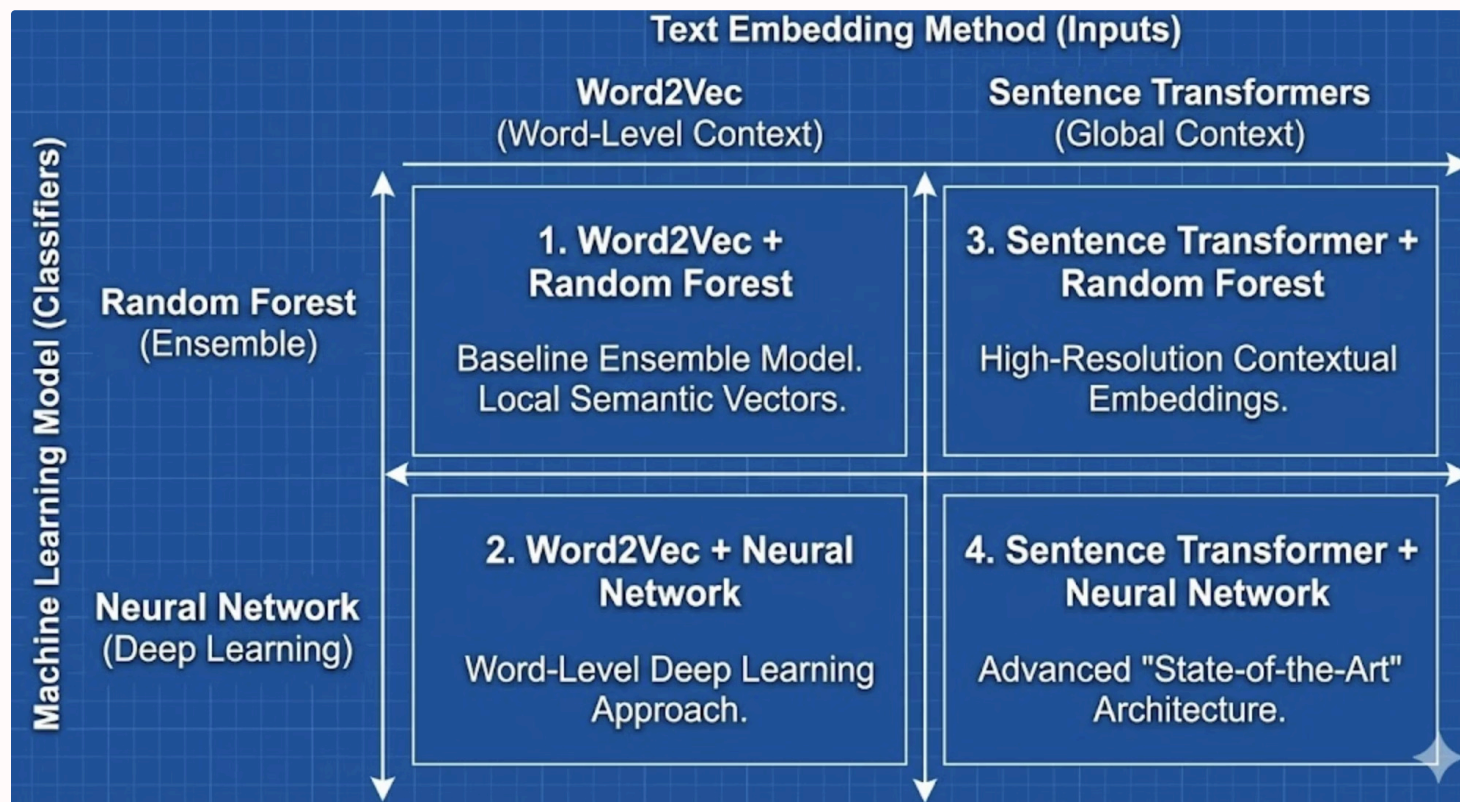 Text Embedding Method (Inputs)
Word2Vec
(Word-Level Context)
Sentence Transformers
(Global Context)
Machine Learning Model (Classifiers)
Random Forest
(Ensemble)
1. Word2Vec +
Random Forest
Baseline Ensemble Model.
Local Semantic Vectors.
3. Sentence Transformer +
Random Forest
High-Resolution Contextual
Embeddings.
Neural Network
(Deep Learning)
2. Word2Vec + Neural
Network
Word-Level Deep Learning
Approach.
4. Sentence Transformer +
Neural Network
Advanced "State-of-the-Art"
Architecture.